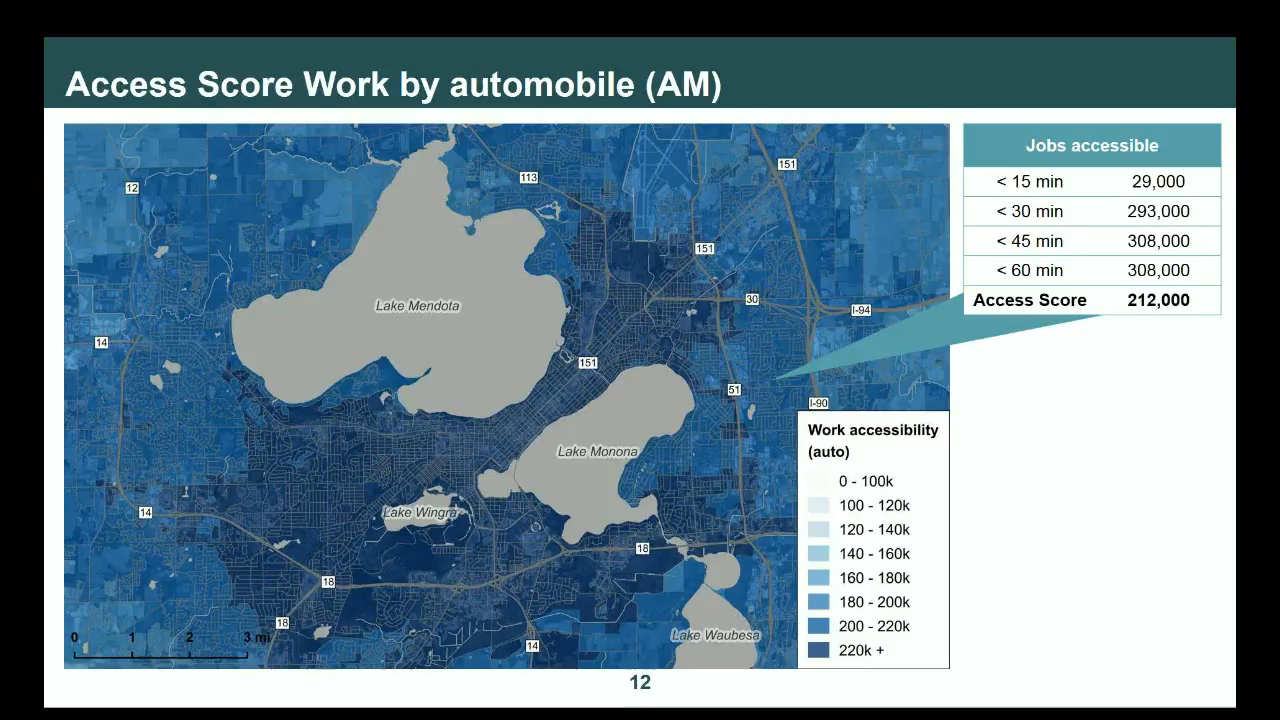 Access Score Work by automobile (AM)
Jobs accessible
< 15 min 29,000
< 30 min 293,000
< 45 min 308,000
< 60 min 308,000
Access Score 212,000
12
113
151
151
30
I-94
Lake Mendota
14
151
51
I-90
Lake Monona
14
Lake Wingra
18
18
18
14
Lake Waubesa
0 1 2 3 mi
Work accessibility
(auto)
0 - 100k
100 - 120k
120 - 140k
140 - 160k
160 - 180k
180 - 200k
200 - 220k
220k +
12